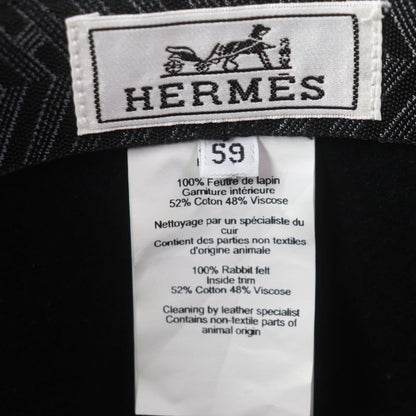 HERMÈS
59
100% Feutre de lapin
Garniture intérieure
52% Coton 48% Viscose
Nettoyage par un spécialiste du
cuir
Contient des parties non textiles
d'origine animale
100% Rabbit felt
Inside trim
52% Cotton 48% Viscose
Cleaning by leather specialist
Contains non-textile parts of
animal origin